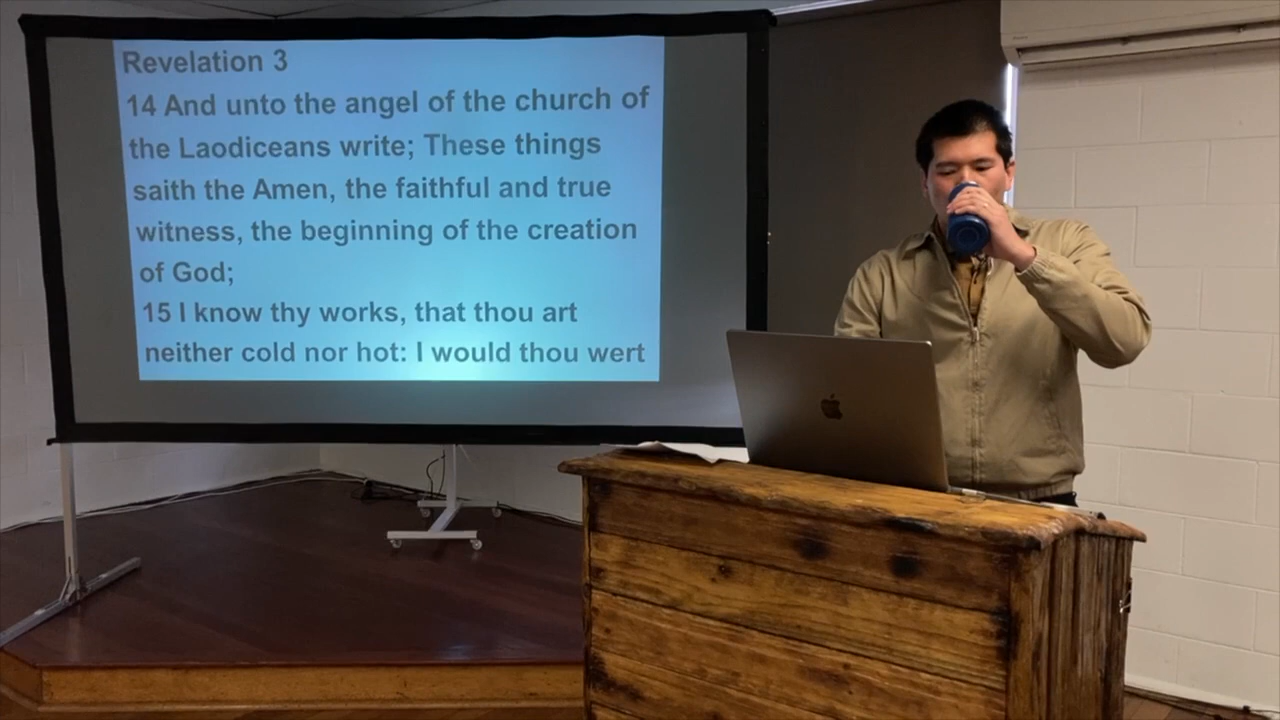 Revelation 3
14 And unto the angel of the church of
the Laodiceans write; These things
saith the Amen, the faithful and true
witness, the beginning of the creation
of God;
15 I know thy works, that thou art
neither cold nor hot: I would thou wert